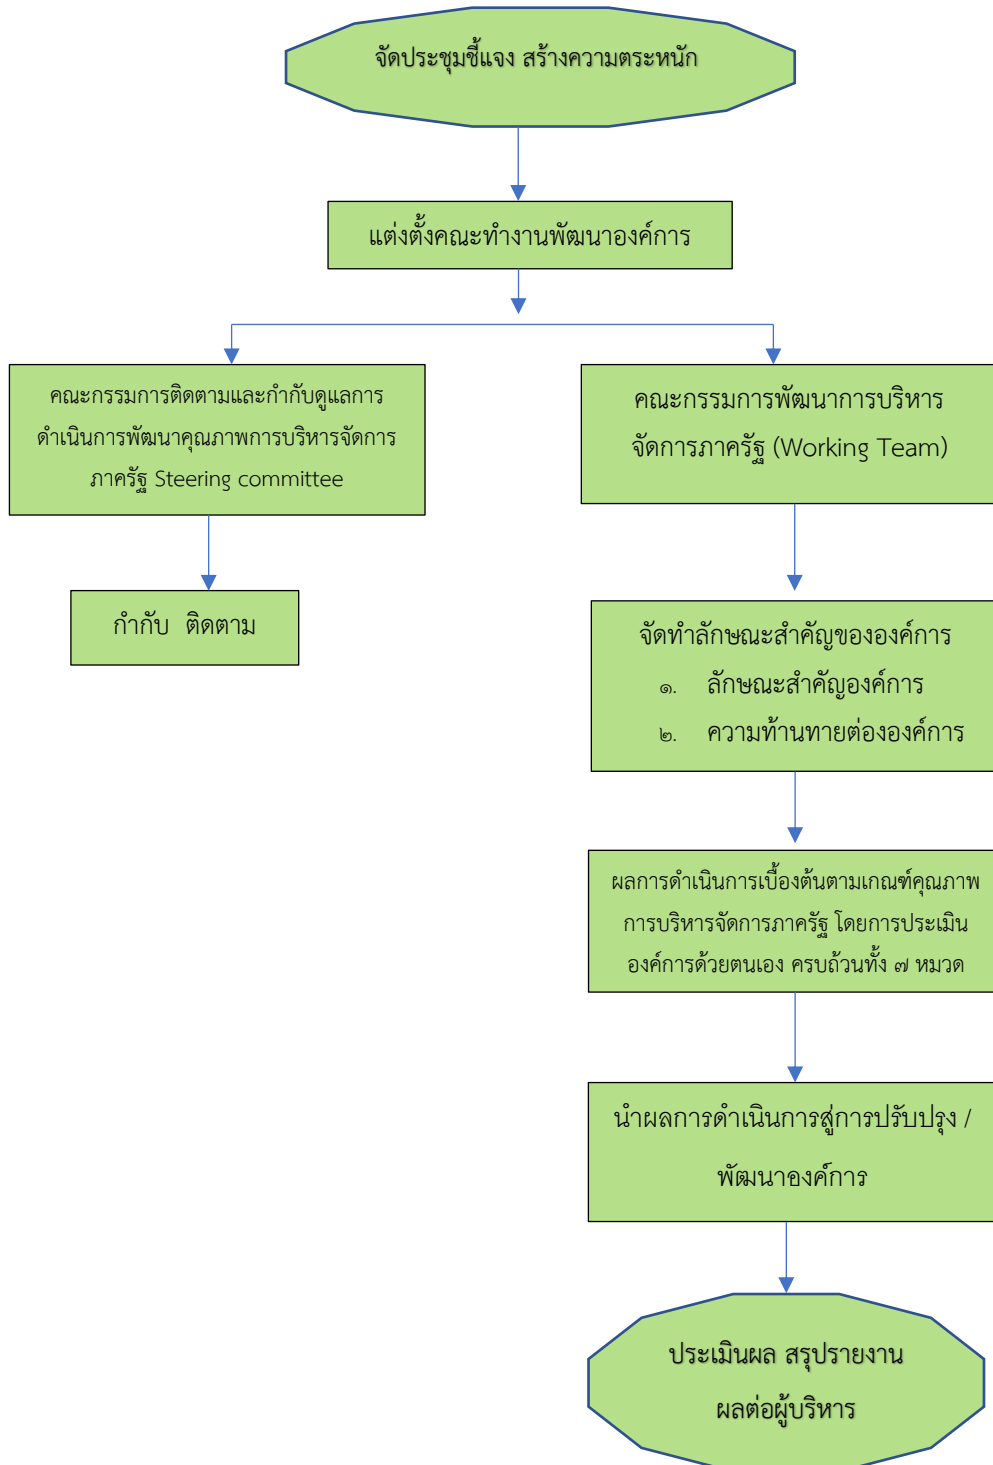 จัดประชุมชี้แจง สร้างความตระหนัก
แต่งตั้งคณะทำงานพัฒนาองค์การ
คณะกรรมการติดตามและกำกับดูแลการ
ดำเนินการพัฒนาคุณภาพการบริหารจัดการ
ภาครัฐ Steering committee
กำกับ ติดตาม
คณะกรรมการพัฒนาการบริหาร
จัดการภาครัฐ (Working Team)
จัดทำลักษณะสำคัญขององค์การ
๑. ลักษณะสำคัญองค์การ
๒. ความท้านทายต่อองค์การ
ผลการดำเนินการเบื้องต้นตามเกณฑ์คุณภาพ
การบริหารจัดการภาครัฐ โดยการประเมิน
องค์การด้วยตนเอง ครบถ้วนทั้ง ๗ หมวด
นำผลการดำเนินการสู่การปรับปรุง /
พัฒนาองค์การ
ประเมินผล สรุปรายงาน
ผลต่อผู้บริหาร